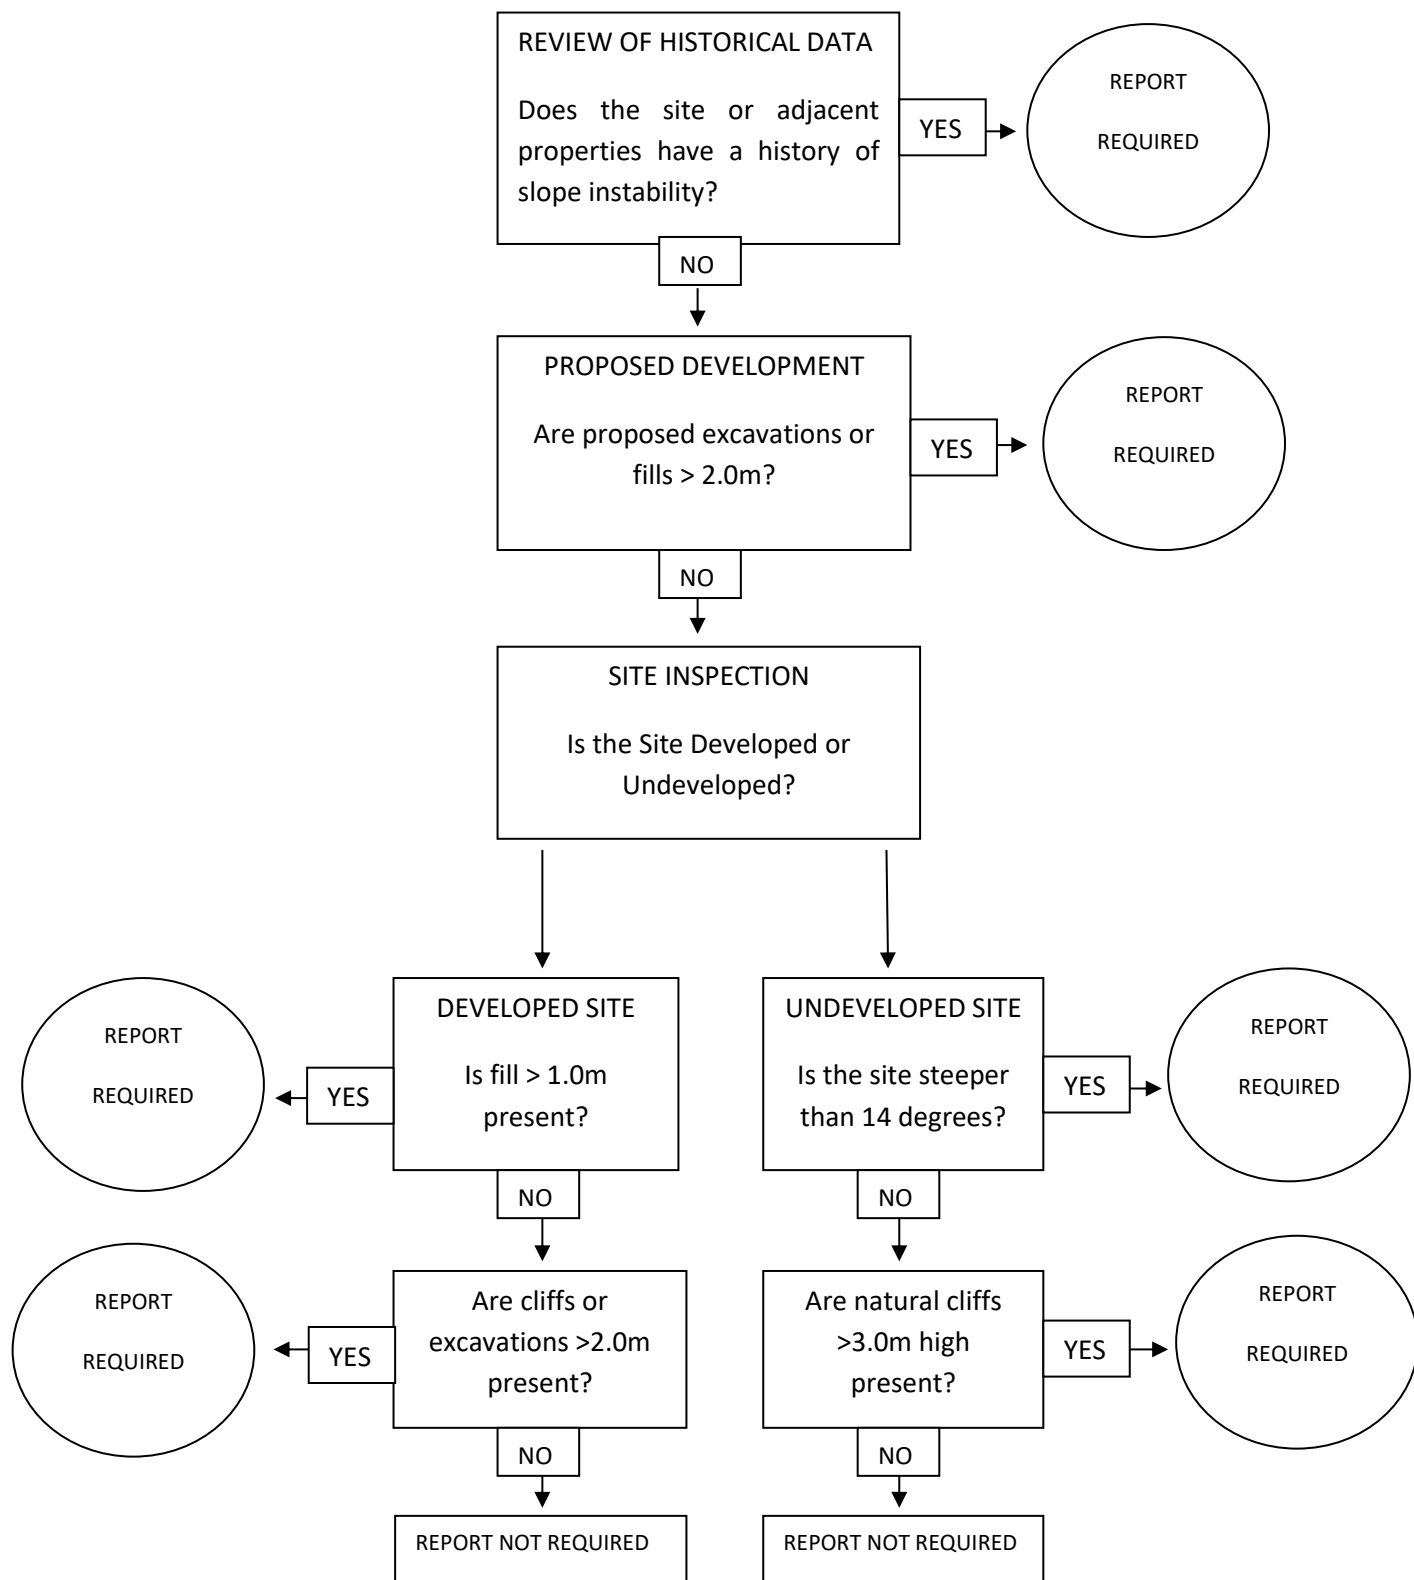 REVIEW OF HISTORICAL DATA
Does the site or adjacent
properties have a history of
slope instability?
YES
REPORT
REQUIRED
NO
PROPOSED DEVELOPMENT
Are proposed excavations or
fills > 2.0m?
YES
REPORT
REQUIRED
NO
SITE INSPECTION
Is the Site Developed or
Undeveloped?
DEVELOPED SITE
Is fill > 1.0m
present?
YES
REPORT
REQUIRED
NO
Are cliffs or
excavations >2.0m
present?
YES
REPORT
REQUIRED
NO
REPORT NOT REQUIRED
UNDEVELOPED SITE
Is the site steeper
than 14 degrees?
YES
REPORT
REQUIRED
NO
Are natural cliffs
>3.0m high
present?
YES
REPORT
REQUIRED
NO
REPORT NOT REQUIRED